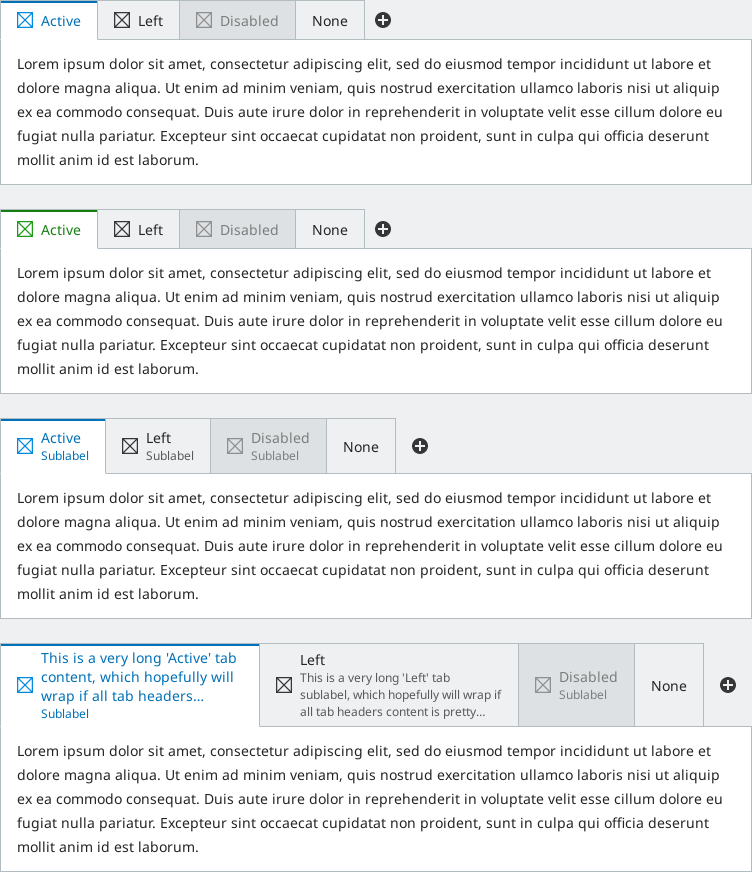 Active Left Disabled None
Lorem ipsum dolor sit amet, consectetur adipiscing elit, sed do eiusmod tempor incididunt ut labore et
dolore magna aliqua. Ut enim ad minim veniam, quis nostrud exercitation ullamco laboris nisi ut aliquip
ex ea commodo consequat. Duis aute irure dolor in reprehenderit in voluptate velit esse cillum dolore eu
fugiat nulla pariatur. Excepteur sint occaecat cupidatat non proident, sunt in culpa qui officia deserunt
mollit anim id est laborum.
Active Left Disabled None
Lorem ipsum dolor sit amet, consectetur adipiscing elit, sed do eiusmod tempor incididunt ut labore et
dolore magna aliqua. Ut enim ad minim veniam, quis nostrud exercitation ullamco laboris nisi ut aliquip
ex ea commodo consequat. Duis aute irure dolor in reprehenderit in voluptate velit esse cillum dolore eu
fugiat nulla pariatur. Excepteur sint occaecat cupidatat non proident, sunt in culpa qui officia deserunt
mollit anim id est laborum.
Active
Sublabel
Left
Sublabel
Disabled
Sublabel
None
Lorem ipsum dolor sit amet, consectetur adipiscing elit, sed do eiusmod tempor incididunt ut labore et
dolore magna aliqua. Ut enim ad minim veniam, quis nostrud exercitation ullamco laboris nisi ut aliquip
ex ea commodo consequat. Duis aute irure dolor in reprehenderit in voluptate velit esse cillum dolore eu
fugiat nulla pariatur. Excepteur sint occaecat cupidatat non proident, sunt in culpa qui officia deserunt
mollit anim id est laborum.
This is a very long 'Active' tab
content, which hopefully will
wrap if all tab headers...
Sublabel
Left
This is a very long 'Left' tab
sublabel, which hopefully will wrap if
all tab headers content is pretty...
Disabled
Sublabel
None
Lorem ipsum dolor sit amet, consectetur adipiscing elit, sed do eiusmod tempor incididunt ut labore et
dolore magna aliqua. Ut enim ad minim veniam, quis nostrud exercitation ullamco laboris nisi ut aliquip
ex ea commodo consequat. Duis aute irure dolor in reprehenderit in voluptate velit esse cillum dolore eu
fugiat nulla pariatur. Excepteur sint occaecat cupidatat non proident, sunt in culpa qui officia deserunt
mollit anim id est laborum.